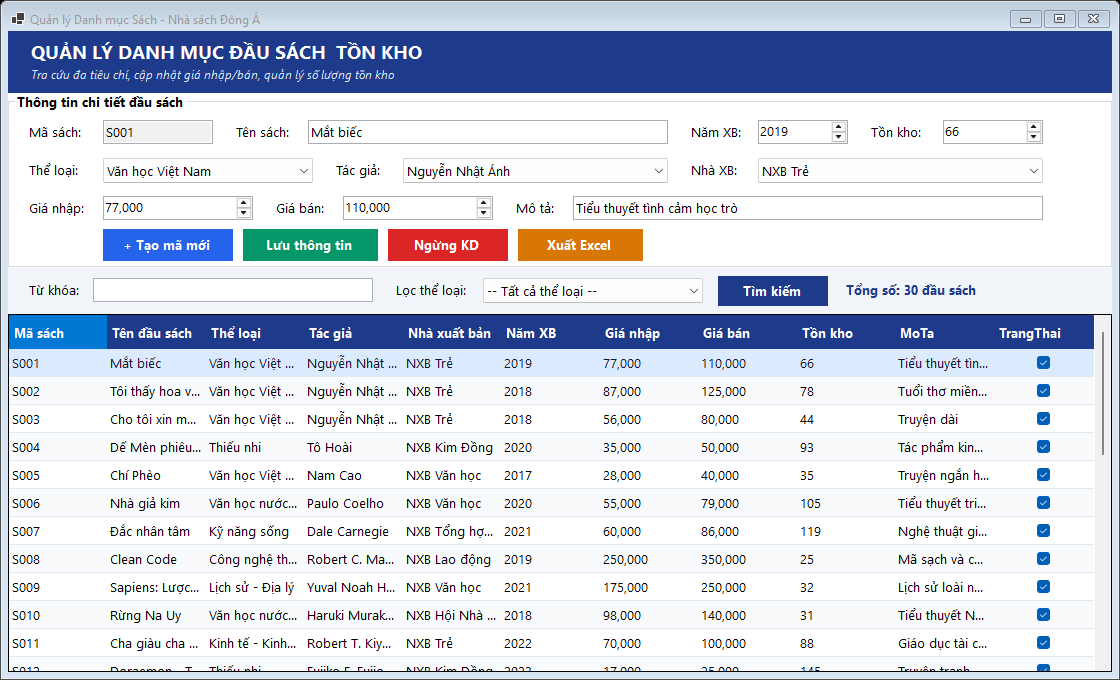 Quản lý Danh mục Sách - Nhà sách Đông Á
QUẢN LÝ DANH MỤC ĐẦU SÁCH TỒN KHO
Tra cứu đa tiêu chí, cập nhật giá nhập/bán, quản lý số lượng tồn kho
Thông tin chi tiết đầu sách
Mã sách: S001 Tên sách: Mắt biếc Năm XB: 2019 Tồn kho: 66
Thể loại: Văn học Việt Nam Tác giả: Nguyễn Nhật Ánh Nhà XB: NXB Trẻ
Giá nhập: 77,000 Giá bán: 110,000 Mô tả: Tiểu thuyết tình cảm học trò
+ Tạo mã mới Lưu thông tin Ngừng KD Xuất Excel
Từ khóa: Lọc thể loại: -- Tất cả thể loại -- Tìm kiếm Tổng số: 30 đầu sách
Mã sách Tên đầu sách Thể loại Tác giả Nhà xuất bản Năm XB Giá nhập Giá bán Tồn kho MoTa TrangThai
S001 Mắt biếc Văn học Việt ... Nguyễn Nhật ... NXB Trẻ 2019 77,000 110,000 66 Tiểu thuyết tìn...
S002 Tôi thấy hoa v... Văn học Việt ... Nguyễn Nhật ... NXB Trẻ 2018 87,000 125,000 78 Tuổi thơ miền...
S003 Cho tôi xin m... Văn học Việt ... Nguyễn Nhật ... NXB Trẻ 2018 56,000 80,000 44 Truyện dài
S004 Dế Mèn phiêu... Thiếu nhi Tô Hoài NXB Kim Đồng 2020 35,000 50,000 93 Tác phẩm kin...
S005 Chí Phèo Văn học Việt ... Nam Cao NXB Văn học 2017 28,000 40,000 35 Truyện ngắn h...
S006 Nhà giả kim Văn học nước... Paulo Coelho NXB Văn học 2020 55,000 79,000 105 Tiểu thuyết tri...
S007 Đắc nhân tâm Kỹ năng sống Dale Carnegie NXB Tổng hợ... 2021 60,000 86,000 119 Nghệ thuật gi...
S008 Clean Code Công nghệ th... Robert C. Ma... NXB Lao động 2019 250,000 350,000 25 Mã sạch và c...
S009 Sapiens: Lược... Lịch sử - Địa lý Yuval Noah H... NXB Văn học 2021 175,000 250,000 32 Lịch sử loài n...
S010 Rừng Na Uy Văn học nước... Haruki Murak... NXB Hội Nhà ... 2018 98,000 140,000 31 Tiểu thuyết N...
S011 Cha giàu cha ... Kinh tế - Kinh... Robert T. Kiy... NXB Trẻ 2022 70,000 100,000 88 Giáo dục tài c...